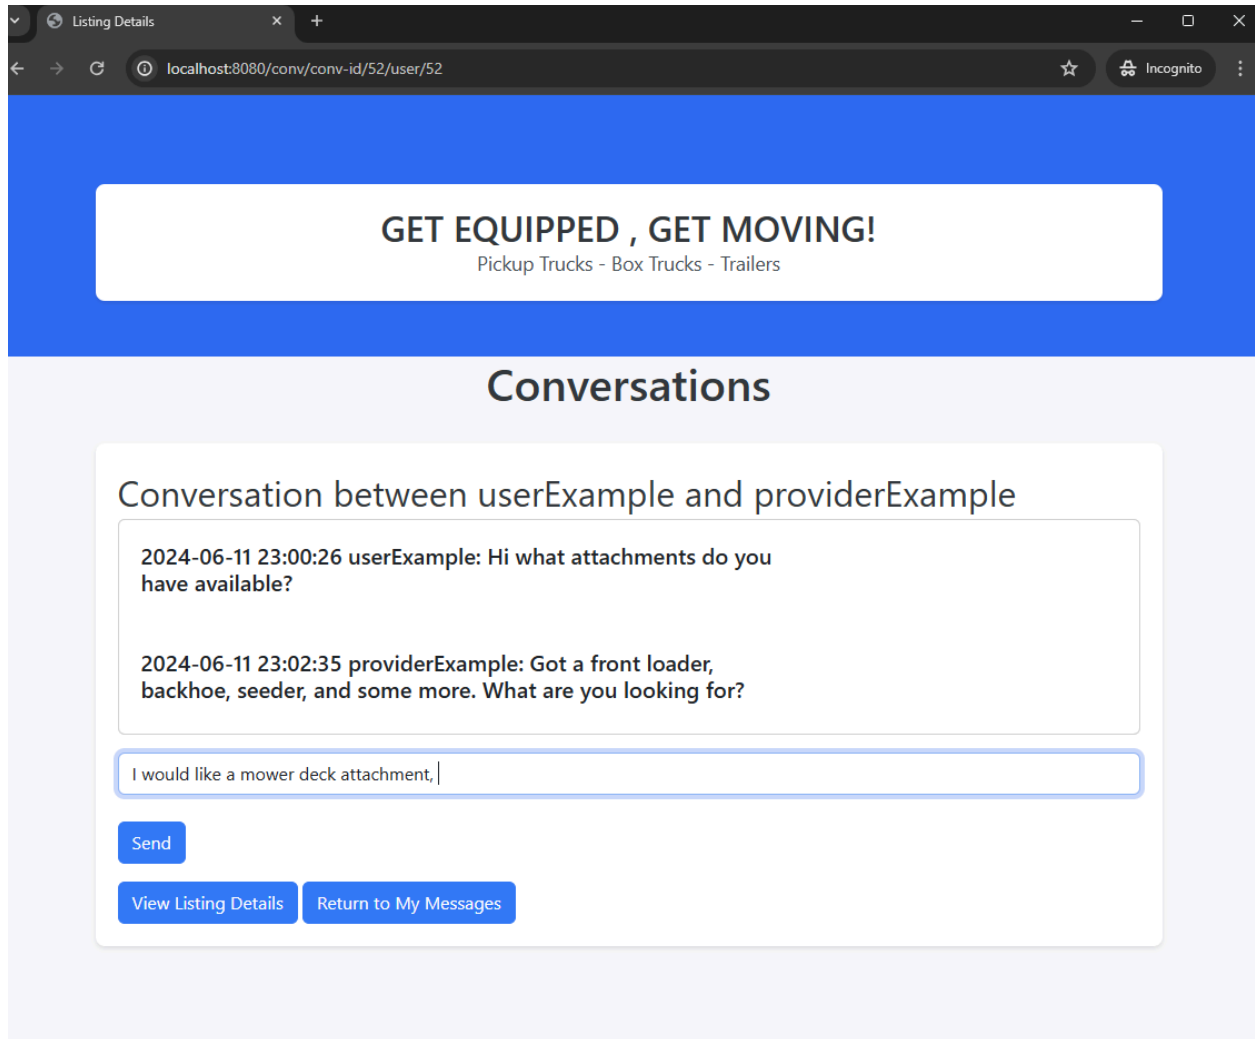 Listing Details
localhost:8080/conv/conv-id/52/user/52
Incognito
GET EQUIPPED , GET MOVING!
Pickup Trucks - Box Trucks - Trailers
Conversations
Conversation between userExample and providerExample
2024-06-11 23:00:26 userExample: Hi what attachments do you
have available?
2024-06-11 23:02:35 providerExample: Got a front loader,
backhoe, seeder, and some more. What are you looking for?
I would like a mower deck attachment,
Send
View Listing Details
Return to My Messages